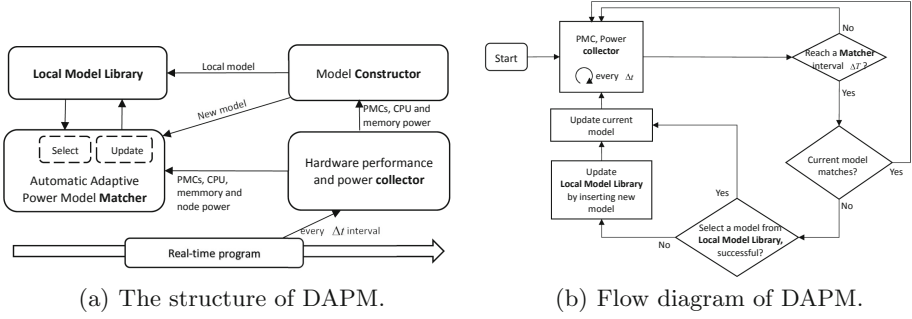 (a)
Local Model Library
Local model
Model Constructor
New model
PMCs, CPU and
memory power
Select
Update
Automatic Adaptive
Power Model Matcher
PMCs, CPU,
memmory and
node power
Hardware performance
and power collector
every Δt interval
Real-time program
(a) The structure of DAPM.
(b)
Start
PMC, Power
collector
every Δt
No
Reach a Matcher
interval ΔT ?
Yes
Update current
model
Current model
matches?
Yes
Update
Local Model Library
by inserting new
model
Yes
No
Select a model from
Local Model Library,
successful?
No
(b) Flow diagram of DAPM.